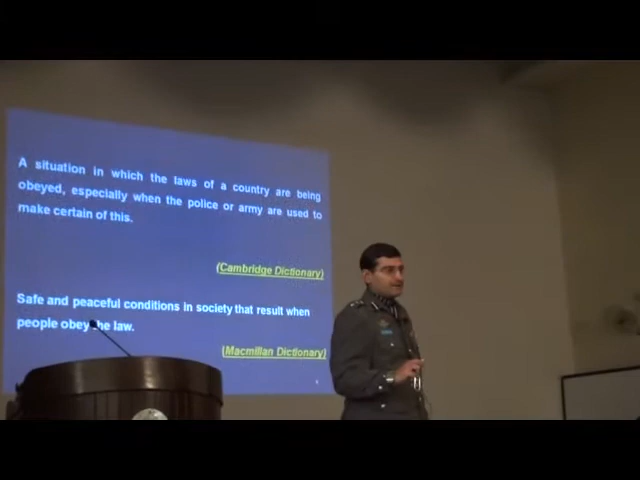 A situation in which the laws of a country are being
obeyed, especially when the police or army are used to
make certain of this.
(Cambridge Dictionary)
Safe and peaceful conditions in society that result when
people obey the law.
(Macmillan Dictionary)